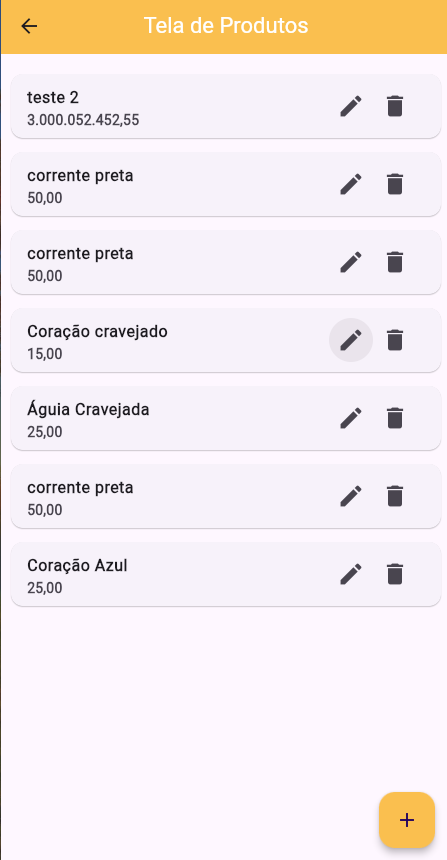 Tela de Produtos
teste 2
3.000.052.452,55
corrente preta
50,00
corrente preta
50,00
Coração cravejado
15,00
Águia Cravejada
25,00
corrente preta
50,00
Coração Azul
25,00